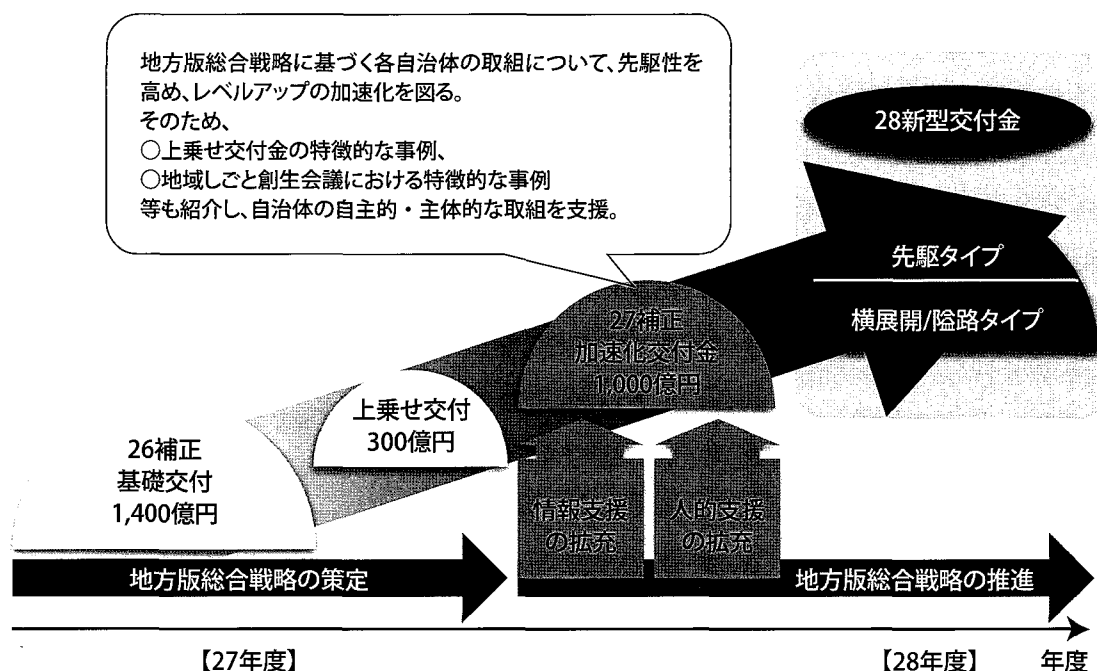 地方版総合戦略に基づく各自治体の取組について、先駆性を
高め、レベルアップの加速化を図る。
そのため、
○上乗せ交付金の特徴的な事例、
○地域しごと創生会議における特徴的な事例
等も紹介し、自治体の自主的・主体的な取組を支援。
28新型交付金
先駆タイプ
横展開/隘路タイプ
27補正
加速化交付金
1,000億円
上乗せ交付
300億円
26補正
基礎交付
1,400億円
情報支援
の拡充
人的支援
の拡充
地方版総合戦略の策定
地方版総合戦略の推進
【27年度】
【28年度】
年度